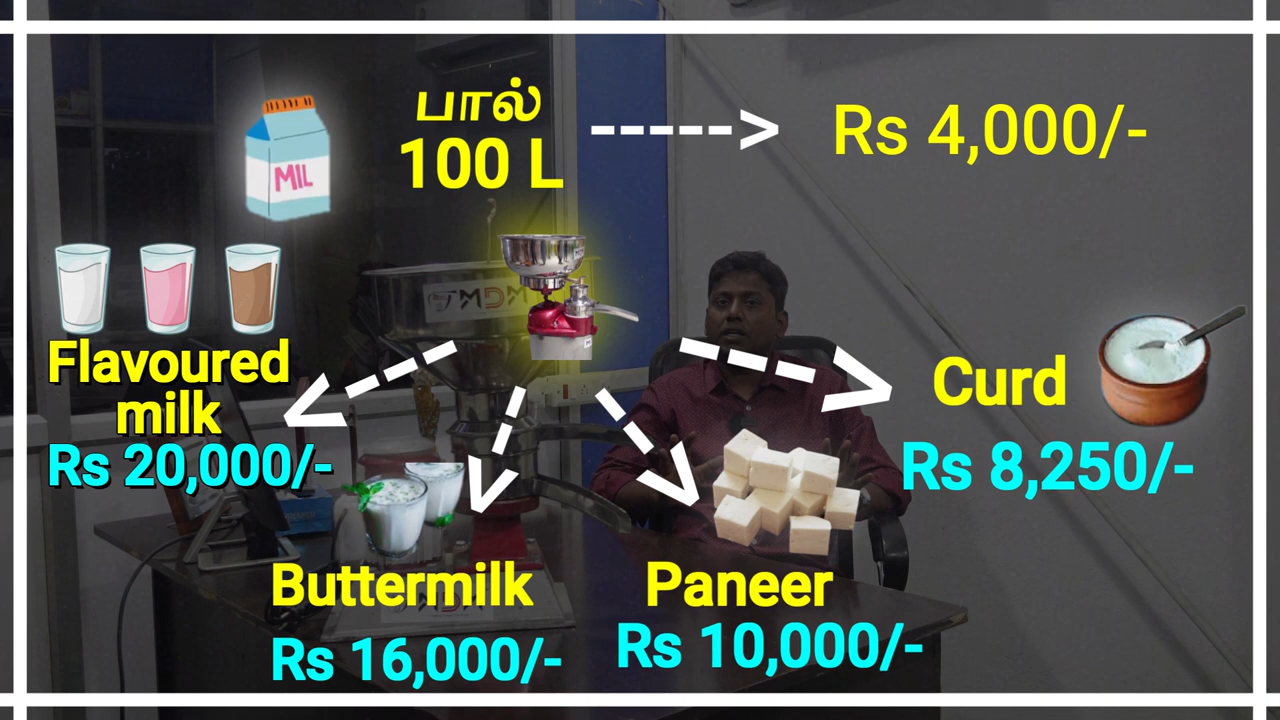 பால்
100 L
Rs 4,000/-
MIL
MDM
Flavoured
milk
Rs 20,000/-
Curd
Rs 8,250/-
Buttermilk
Rs 16,000/-
Paneer
Rs 10,000/-